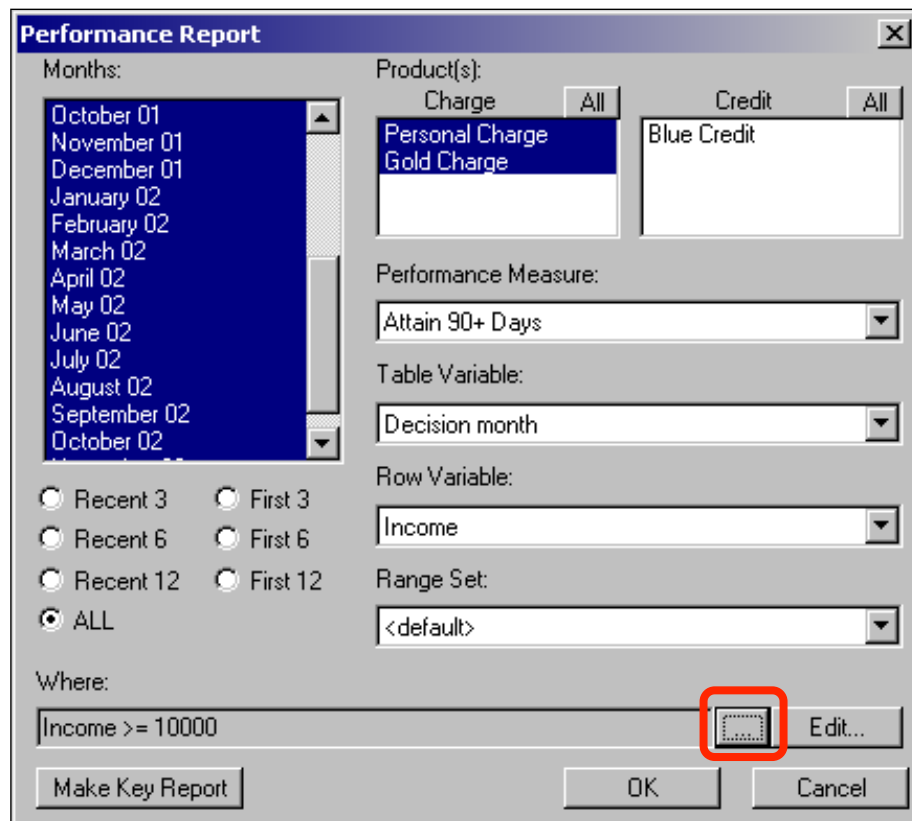 Performance Report
Months:
October 01
November 01
December 01
January 02
February 02
March 02
April 02
May 02
June 02
July 02
August 02
September 02
October 02
Recent 3
First 3
Recent 6
First 6
Recent 12
First 12
ALL
Product(s):
Charge
All
Credit
All
Personal Charge
Gold Charge
Blue Credit
Performance Measure:
Attain 90+ Days
Table Variable:
Decision month
Row Variable:
Income
Range Set:
<default>
Where:
Income >= 10000
...
Edit...
Make Key Report
OK
Cancel